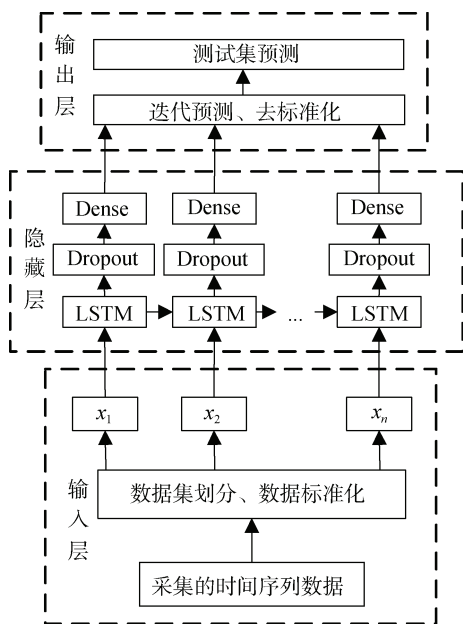 输出层
测试集预测
迭代预测、去标准化
隐藏层
Dense Dense Dense
Dropout Dropout Dropout
LSTM LSTM ... LSTM
x1 x2 xn
输入层
数据集划分、数据标准化
采集的时间序列数据